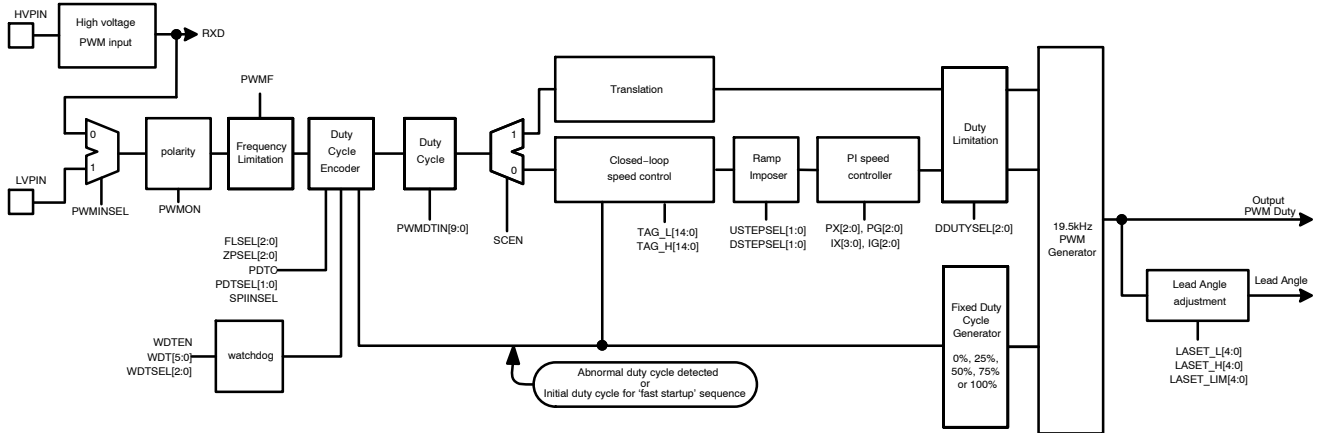 HVPIN
High voltage
PWM input
RXD
LVPIN
0
1
PWMINSEL
polarity
PWMON
PWMF
Frequency
Limitation
Duty
Cycle
Encoder
FLSEL[2:0]
ZPSEL[2:0]
PDTO
PDTSEL[1:0]
SPIINSEL
WDTEN
WDT[5:0]
WDTSEL[2:0]
watchdog
Duty
Cycle
PWMDTIN[9:0]
1
0
SCEN
Translation
Closed−loop
speed control
TAG_L[14:0]
TAG_H[14:0]
Ramp
Imposer
USTEPSEL[1:0]
DSTEPSEL[1:0]
PI speed
controller
PX[2:0], PG[2:0]
IX[3:0], IG[2:0]
Duty
Limitation
DDUTYSEL[2:0]
Abnormal duty cycle detected
or
Initial duty cycle for 'fast startup' sequence
Fixed Duty
Cycle
Generator
0%, 25%,
50%, 75%
or 100%
19.5kHz
PWM
Generator
Output
PWM Duty
Lead Angle
adjustment
Lead Angle
LASET_L[4:0]
LASET_H[4:0]
LASET_LIM[4:0]